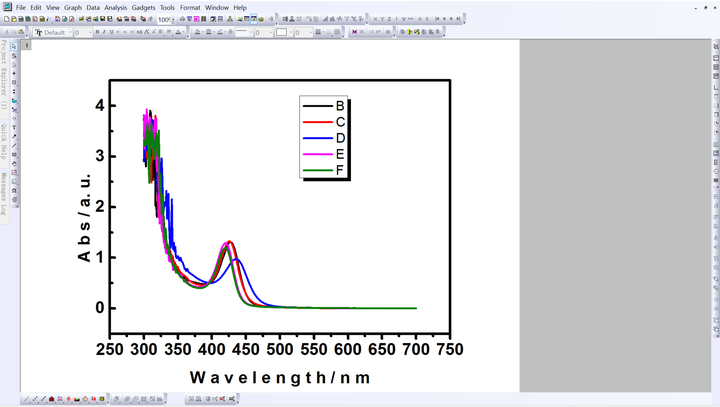 File Edit View Graph Data Analysis Gadgets Tools Format Window Help
100%
Default:
0
B I U
0
0
Project Explorer (1)
Quick Help
Messages Log
1
B
C
D
E
F
4
3
2
1
0
Abs/a.u.
250 300 350 400 450 500 550 600 650 700 750
Wavelength/nm